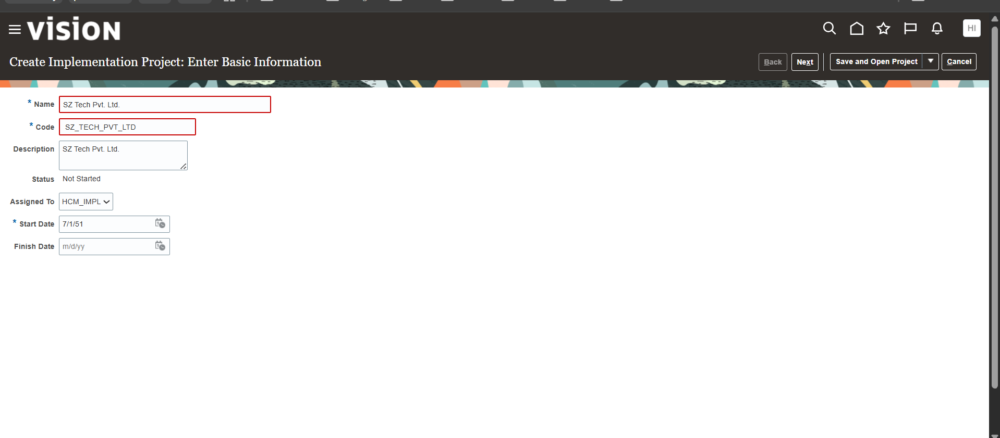 VISION
HI
Create Implementation Project: Enter Basic Information
Back Next Save and Open Project Cancel
* Name SZ Tech Pvt. Ltd.
* Code SZ_TECH_PVT_LTD
Description SZ Tech Pvt. Ltd.
Status Not Started
Assigned To HCM_IMPL
* Start Date 7/1/51
Finish Date m/d/yy